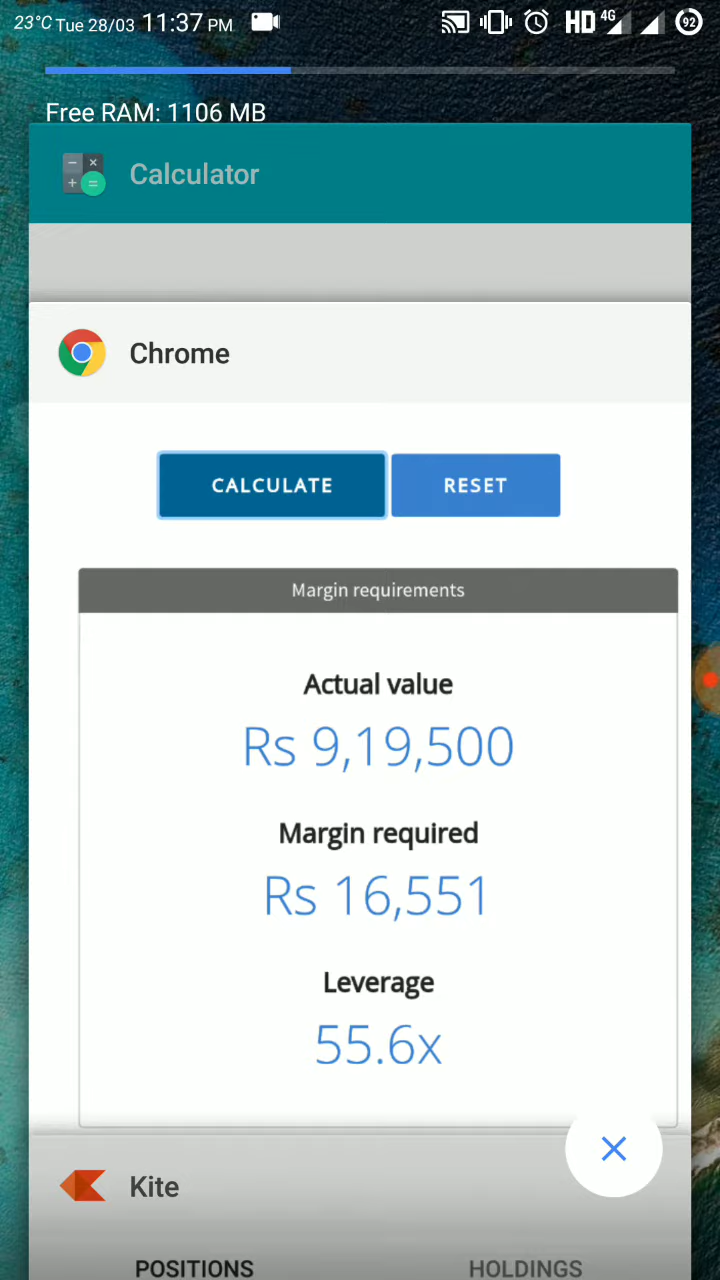 23°C Tue 28/03 11:37 PM HD 4G 92
Free RAM: 1106 MB
Calculator
Chrome
CALCULATE RESET
Margin requirements
Actual value
Rs 9,19,500
Margin required
Rs 16,551
Leverage
55.6x
Kite
POSITIONS HOLDINGS